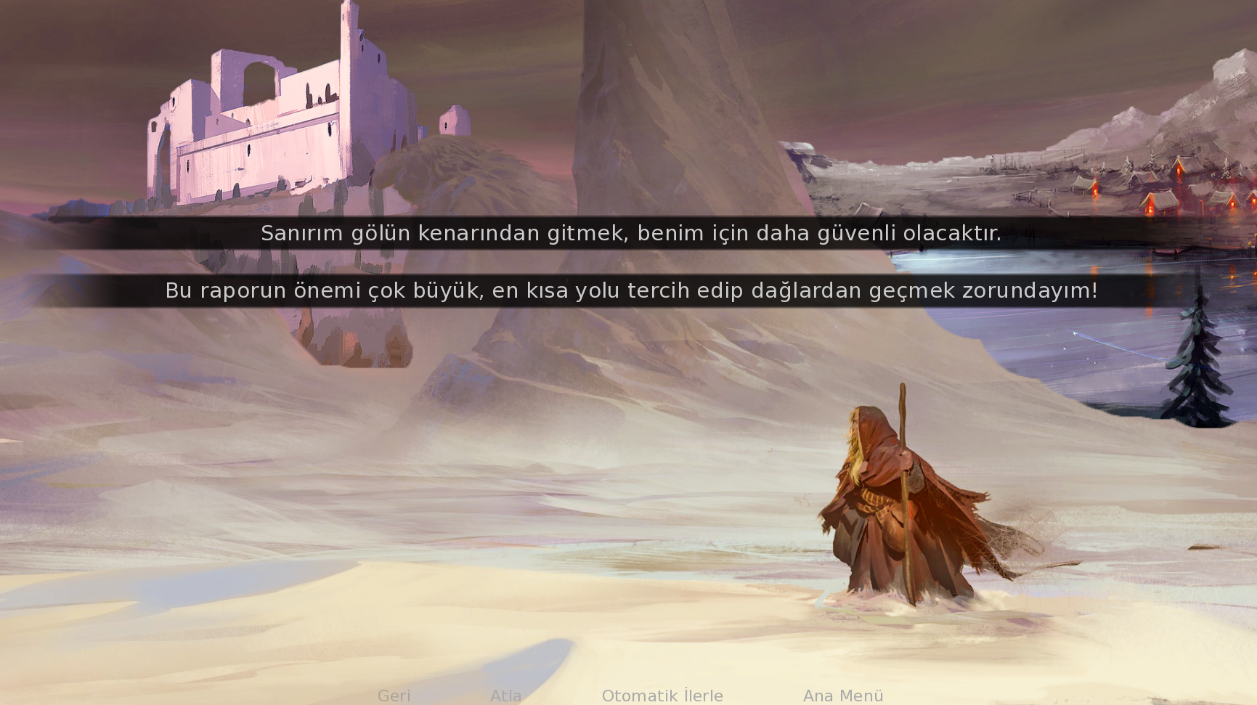 Sanırım gölün kenarından gitmek, benim için daha güvenli olacaktır.
Bu raporun önemi çok büyük, en kısa yolu tercih edip dağlardan geçmek zorundayım!
Geri Atla Otomatik İlerle Ana Menü